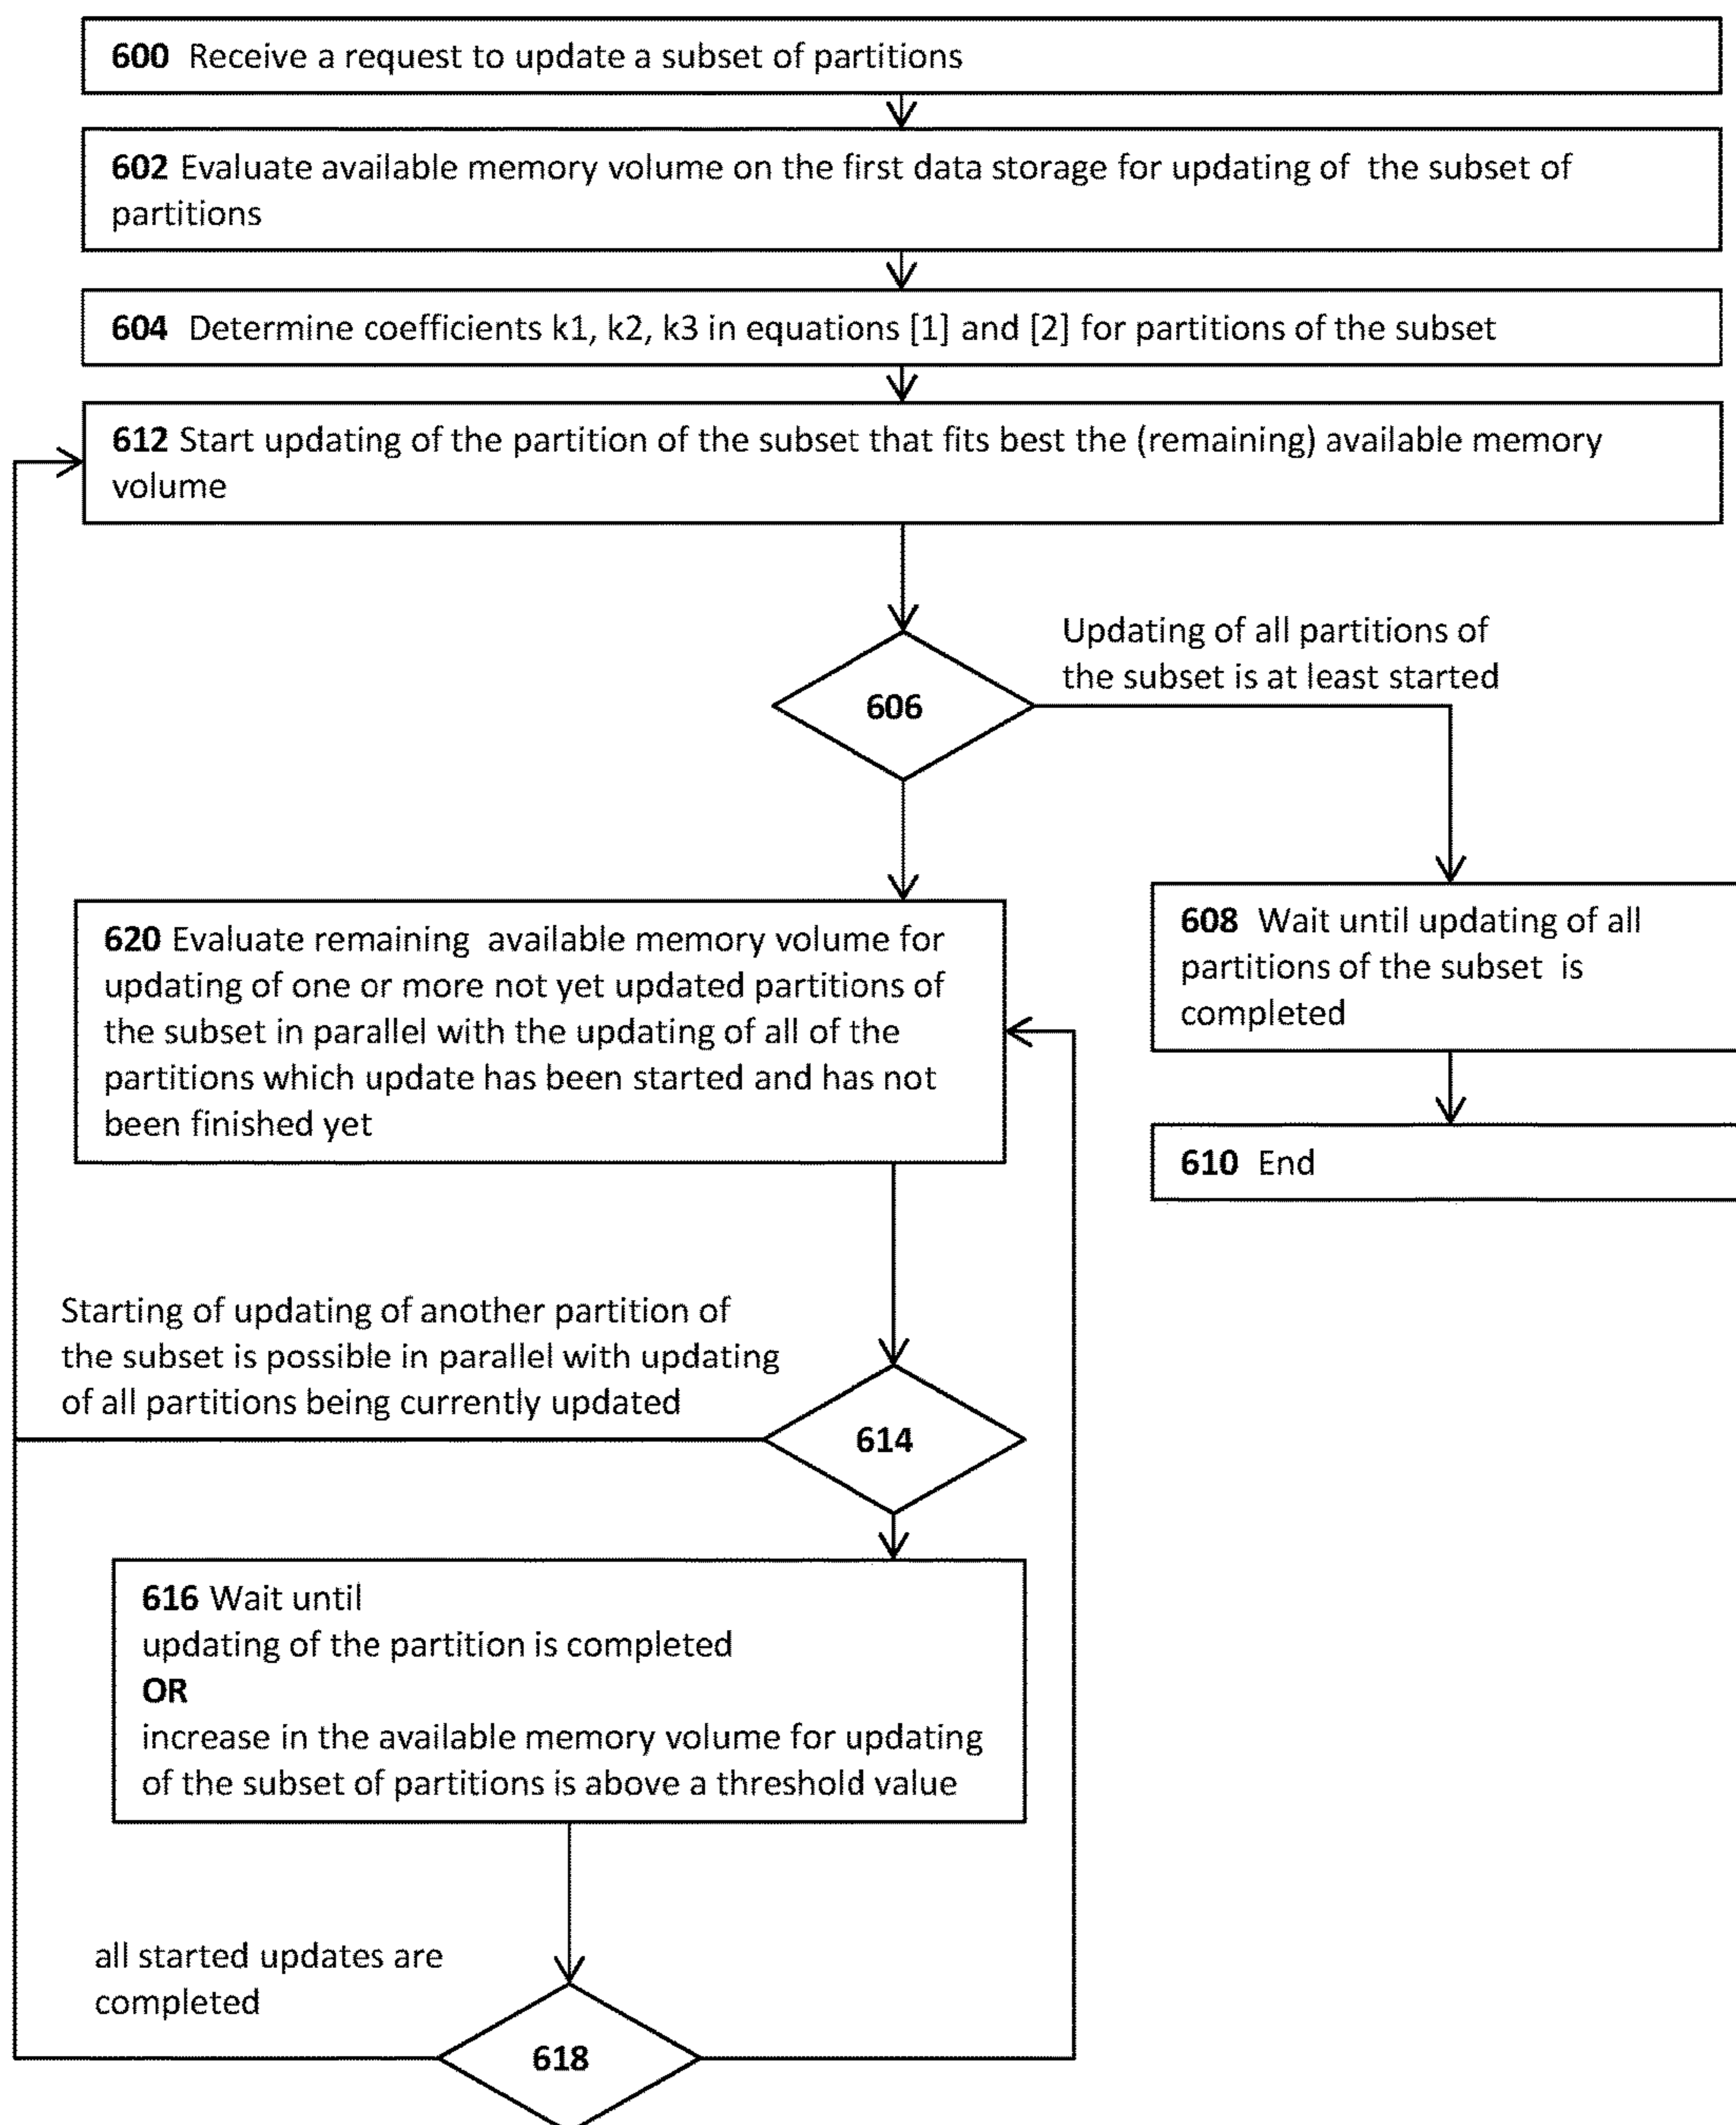 600 Receive a request to update a subset of partitions
602 Evaluate available memory volume on the first data storage for updating of the subset of
partitions
604 Determine coefficients k1, k2, k3 in equations [1] and [2] for partitions of the subset
612 Start updating of the partition of the subset that fits best the (remaining) available memory
volume
Updating of all partitions of
the subset is at least started
606
620 Evaluate remaining available memory volume for
updating of one or more not yet updated partitions of
the subset in parallel with the updating of all of the
partitions which update has been started and has not
been finished yet
608 Wait until updating of all
partitions of the subset is
completed
610 End
Starting of updating of another partition of
the subset is possible in parallel with updating
of all partitions being currently updated
614
616 Wait until
updating of the partition is completed
OR
increase in the available memory volume for updating
of the subset of partitions is above a threshold value
all started updates are
completed
618